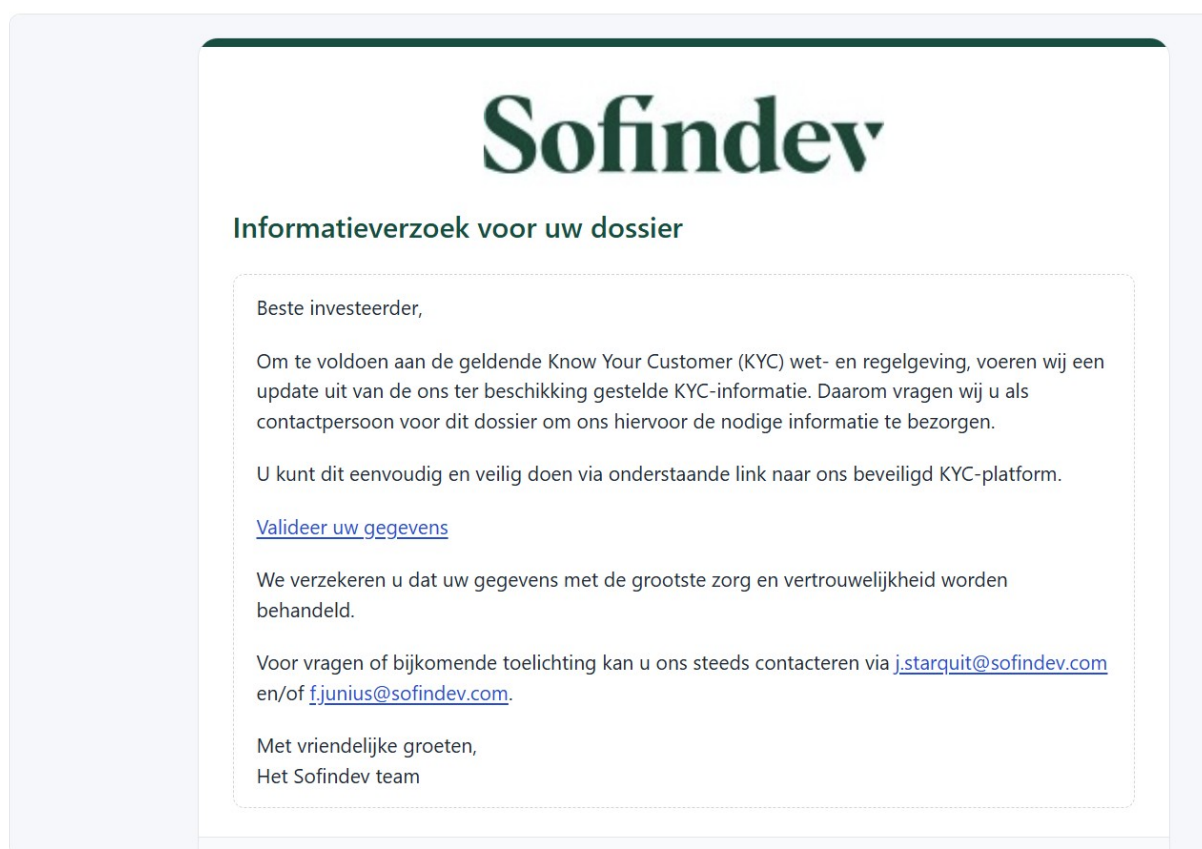 Sofindev
Informatieverzoek voor uw dossier
Beste investeerder,
Om te voldoen aan de geldende Know Your Customer (KYC) wet- en regelgeving, voeren wij een
update uit van de ons ter beschikking gestelde KYC-informatie. Daarom vragen wij u als
contactpersoon voor dit dossier om ons hiervoor de nodige informatie te bezorgen.
U kunt dit eenvoudig en veilig doen via onderstaande link naar ons beveiligd KYC-platform.
Valideer uw gegevens
We verzekeren u dat uw gegevens met de grootste zorg en vertrouwelijkheid worden
behandeld.
Voor vragen of bijkomende toelichting kan u ons steeds contacteren via j.starquit@sofindev.com
en/of f.junius@sofindev.com.
Met vriendelijke groeten,
Het Sofindev team